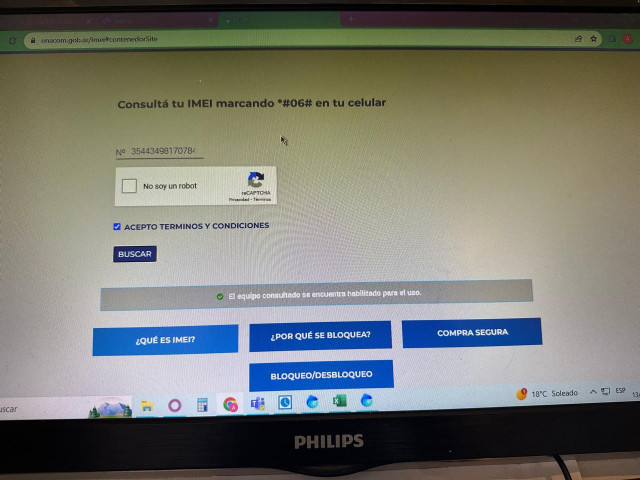 enacom.gob.ar/imei#contenedorSite
Consultá tu IMEI marcando *#06# en tu celular
Nº 35443498170784
No soy un robot
reCAPTCHA
Privacidad - Términos
ACEPTO TERMINOS Y CONDICIONES
BUSCAR
El equipo consultado se encuentra habilitado para el uso.
¿QUÉ ES IMEI?
¿POR QUÉ SE BLOQUEA?
COMPRA SEGURA
BLOQUEO/DESBLOQUEO
uscar
18°C Soleado
ESP
PHILIPS